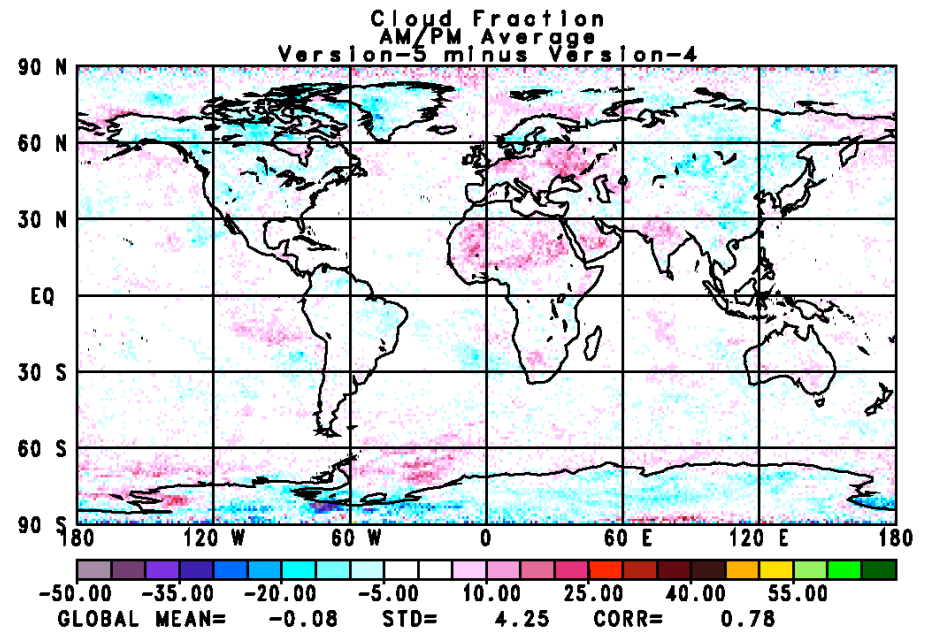 Cloud Fraction
AM/PM Average
Version-5 minus Version-4
90 N
60 N
30 N
EQ
30 S
60 S
90 S
180 120 W 60 W 0 60 E 120 E 180
-50.00 -35.00 -20.00 -5.00 10.00 25.00 40.00 55.00
GLOBAL MEAN= -0.08 STD= 4.25 CORR= 0.78